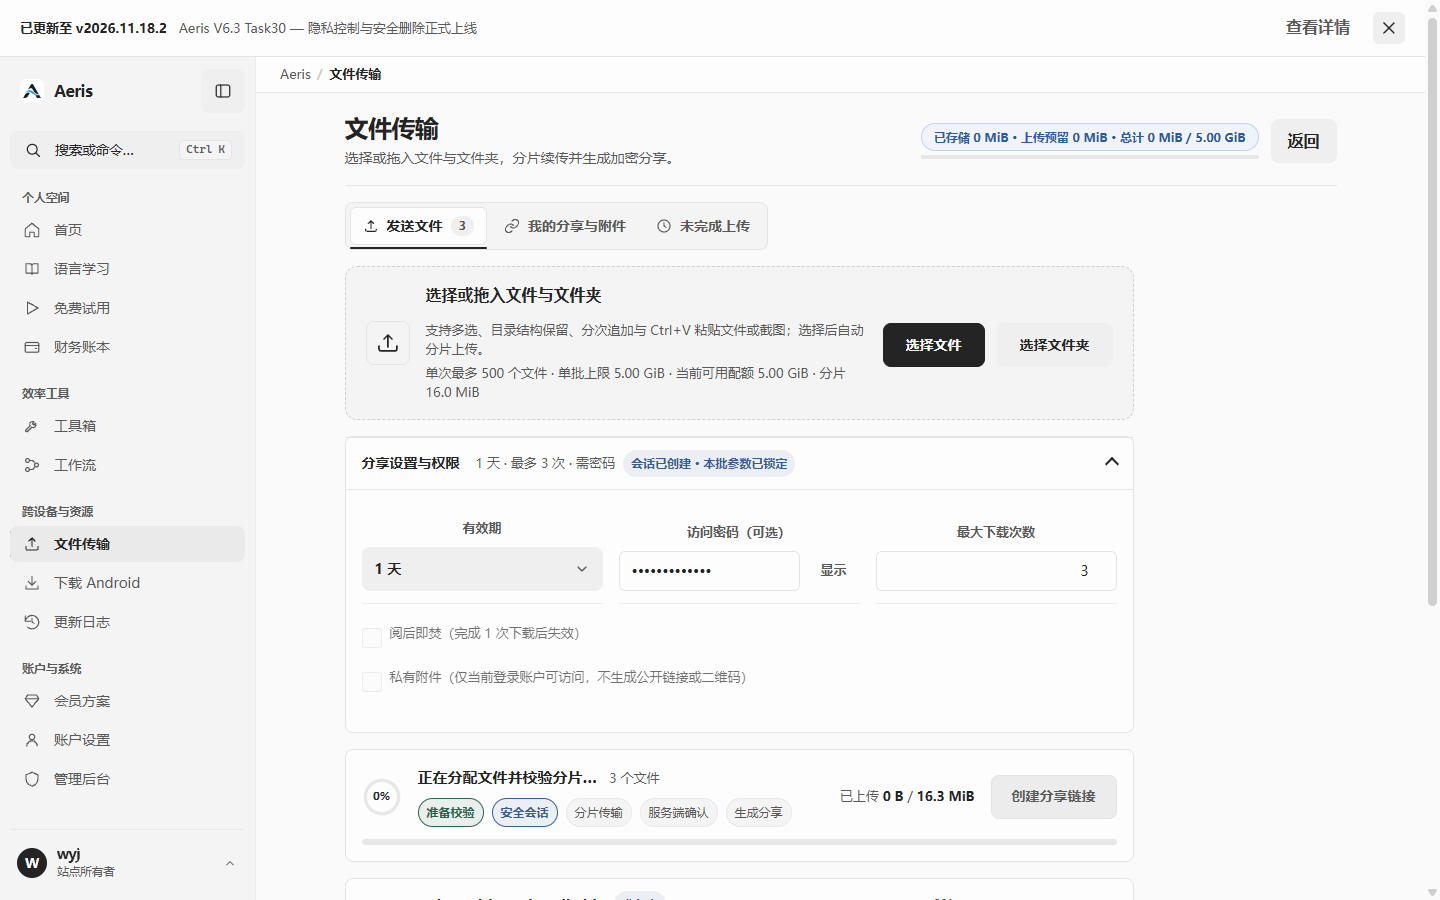 已更新至 v2026.11.18.2 Aeris V6.3 Task30 — 隐私控制与安全删除正式上线 查看详情
Aeris
搜索或命令... Ctrl K
个人空间
首页
语言学习
免费试用
财务账本
效率工具
工具箱
工作流
跨设备与资源
文件传输
下载 Android
更新日志
账户与系统
会员方案
账户设置
管理后台
W
wyj
站点所有者
Aeris / 文件传输
文件传输
选择或拖入文件与文件夹，分片续传并生成加密分享。
已存储 0 MiB • 上传预留 0 MiB • 总计 0 MiB / 5.00 GiB
返回
发送文件 3 我的分享与附件 未完成上传
选择或拖入文件与文件夹
支持多选、目录结构保留、分次追加与 Ctrl+V 粘贴文件或截图；选择后自动
分片上传。
单次最多 500 个文件 · 单批上限 5.00 GiB · 当前可用配额 5.00 GiB · 分片
16.0 MiB
选择文件 选择文件夹
分享设置与权限 1 天 · 最多 3 次 · 需密码 会话已创建 • 本批参数已锁定
有效期 访问密码（可选） 最大下载次数
1 天 ••••••••••••• 显示 3
阅后即焚（完成 1 次下载后失效）
私有附件（仅当前登录账户可访问，不生成公开链接或二维码）
0%
正在分配文件并校验分片... 3 个文件
准备校验 安全会话 分片传输 服务端确认 生成分享
已上传 0 B / 16.3 MiB 创建分享链接